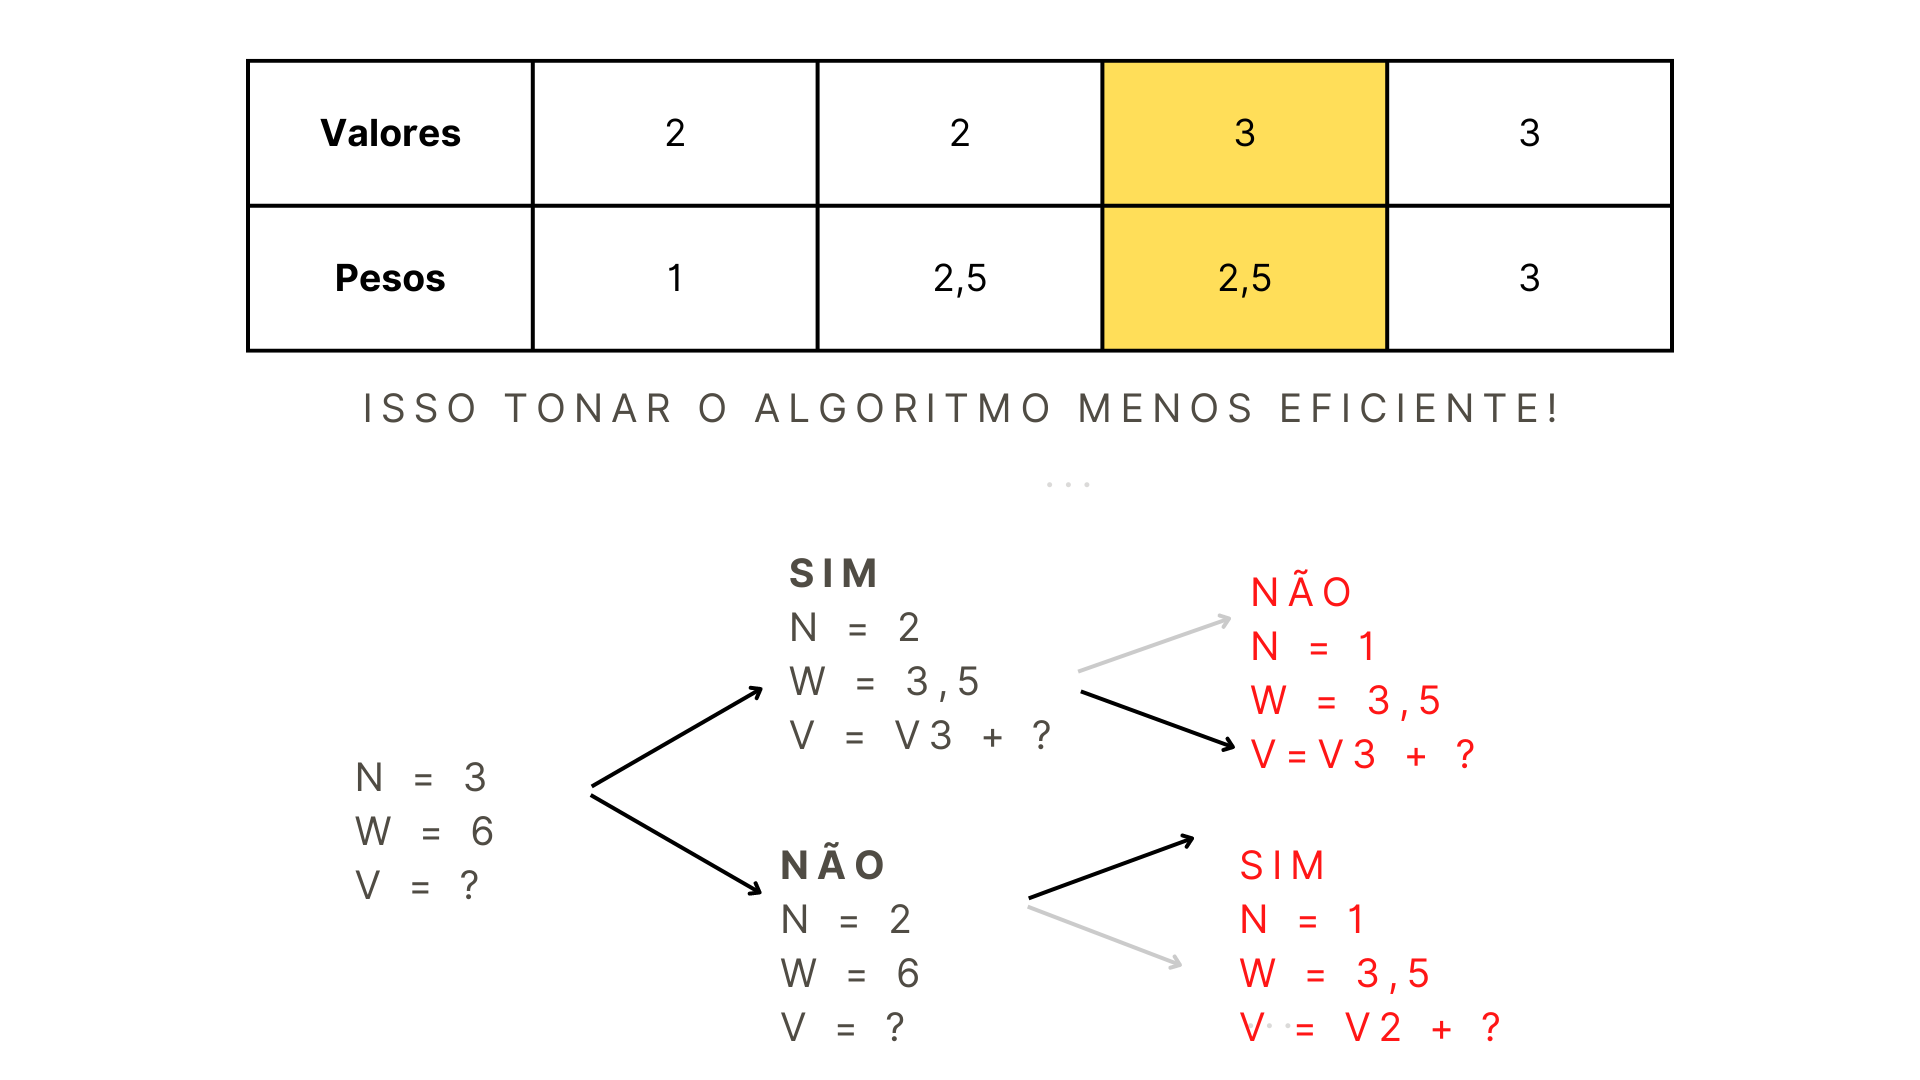 Valores 2 2 3 3
Pesos 1 2,5 2,5 3
ISSO TONAR O ALGORITMO MENOS EFICIENTE!
...
SIM
N = 2
W = 3,5
V = V3 + ?
NÃO
N = 1
W = 3,5
V=V3 + ?
N = 3
W = 6
V = ?
NÃO
N = 2
W = 6
V = ?
SIM
N = 1
W = 3,5
V = V2 + ?
...